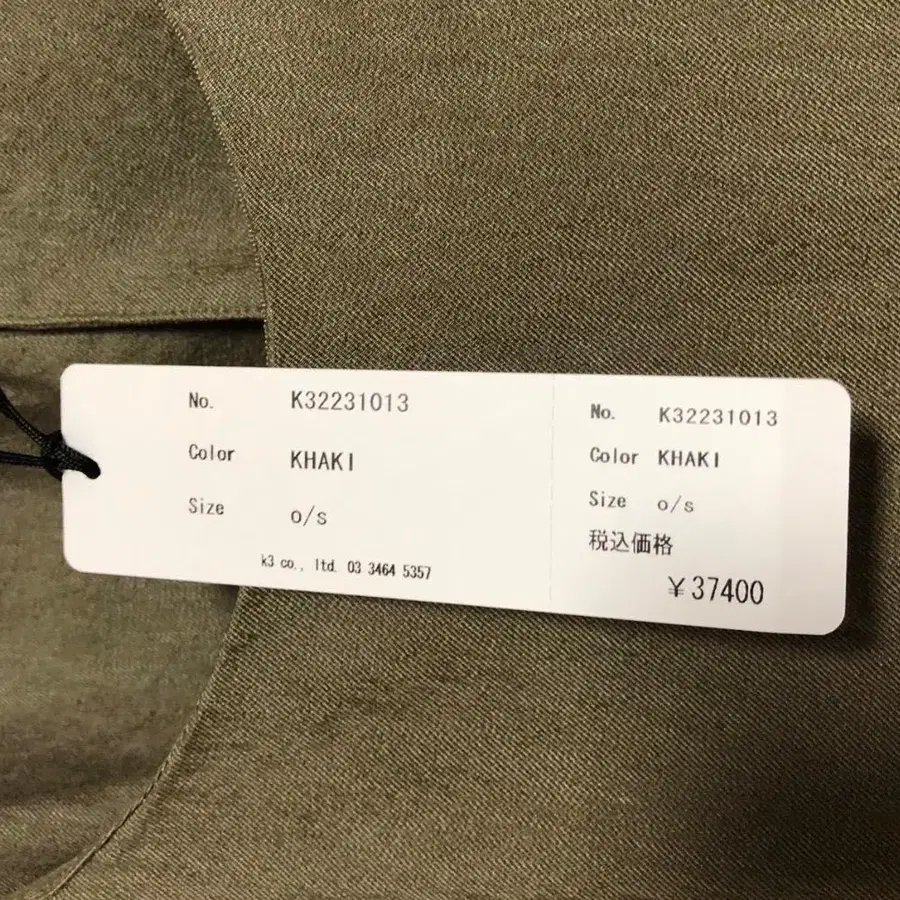 No. K32231013
Color KHAKI
Size o/s
k3 co., ltd. 03 3464 5357
No. K32231013
Color KHAKI
Size o/s
税込価格
￥37400